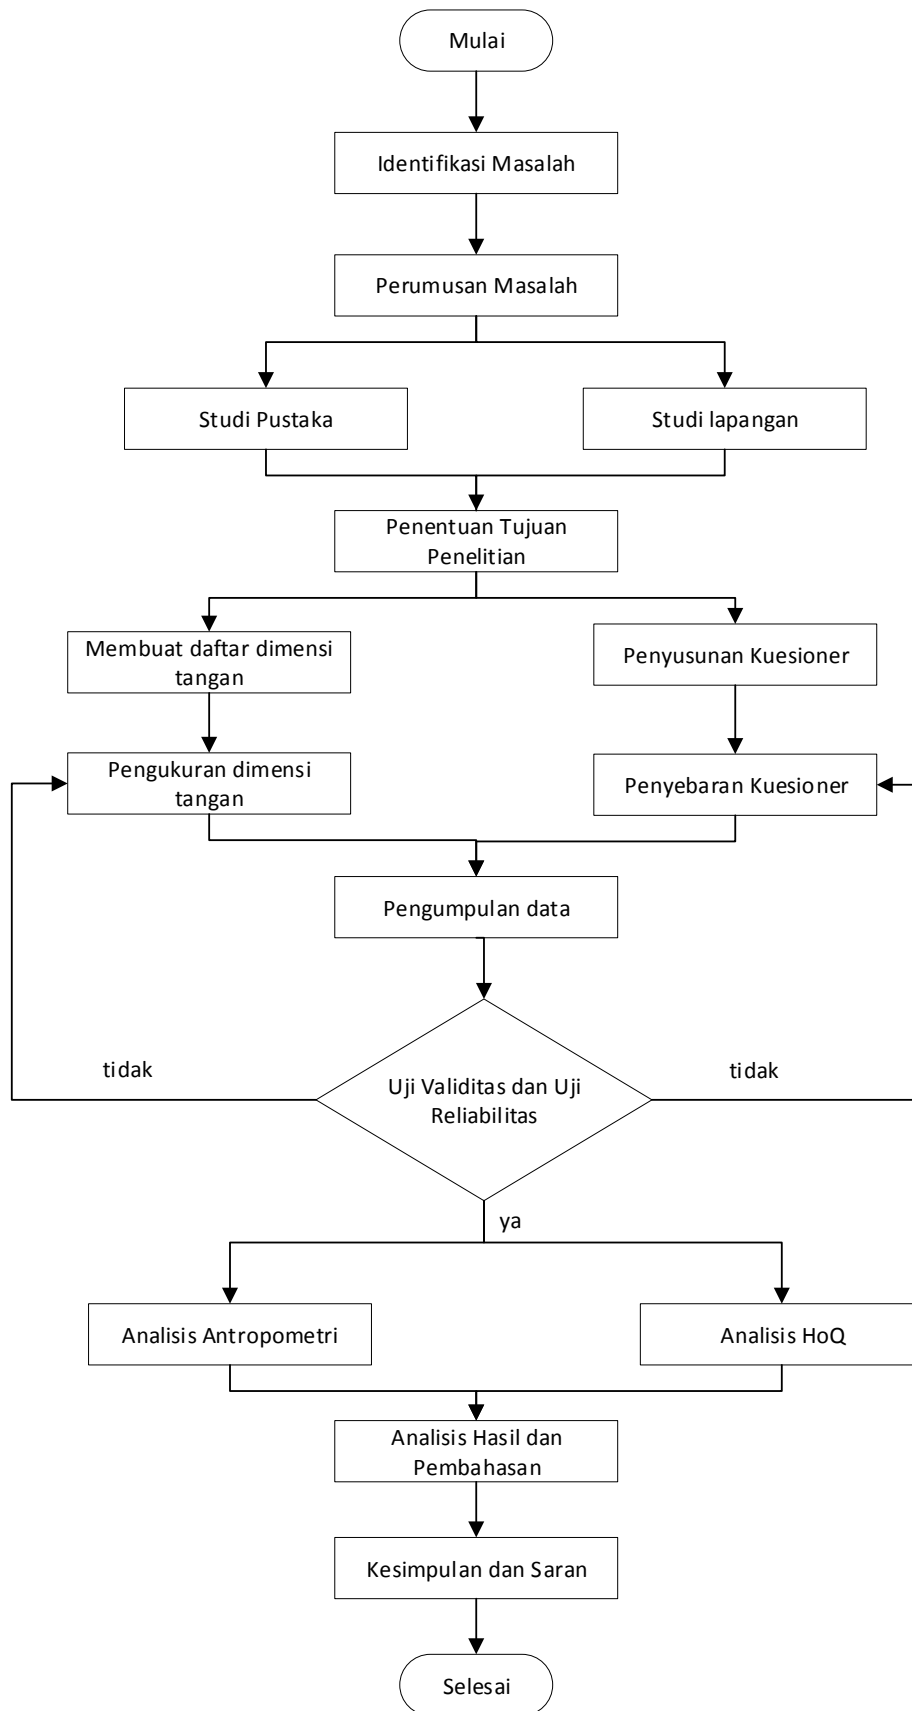 Mulai
Identifikasi Masalah
Perumusan Masalah
Studi Pustaka
Studi lapangan
Penentuan Tujuan
Penelitian
Membuat daftar dimensi
tangan
Penyusunan Kuesioner
Pengukuran dimensi
tangan
Penyebaran Kuesioner
Pengumpulan data
tidak
Uji Validitas dan Uji
Reliabilitas
tidak
ya
Analisis Antropometri
Analisis HoQ
Analisis Hasil dan
Pembahasan
Kesimpulan dan Saran
Selesai